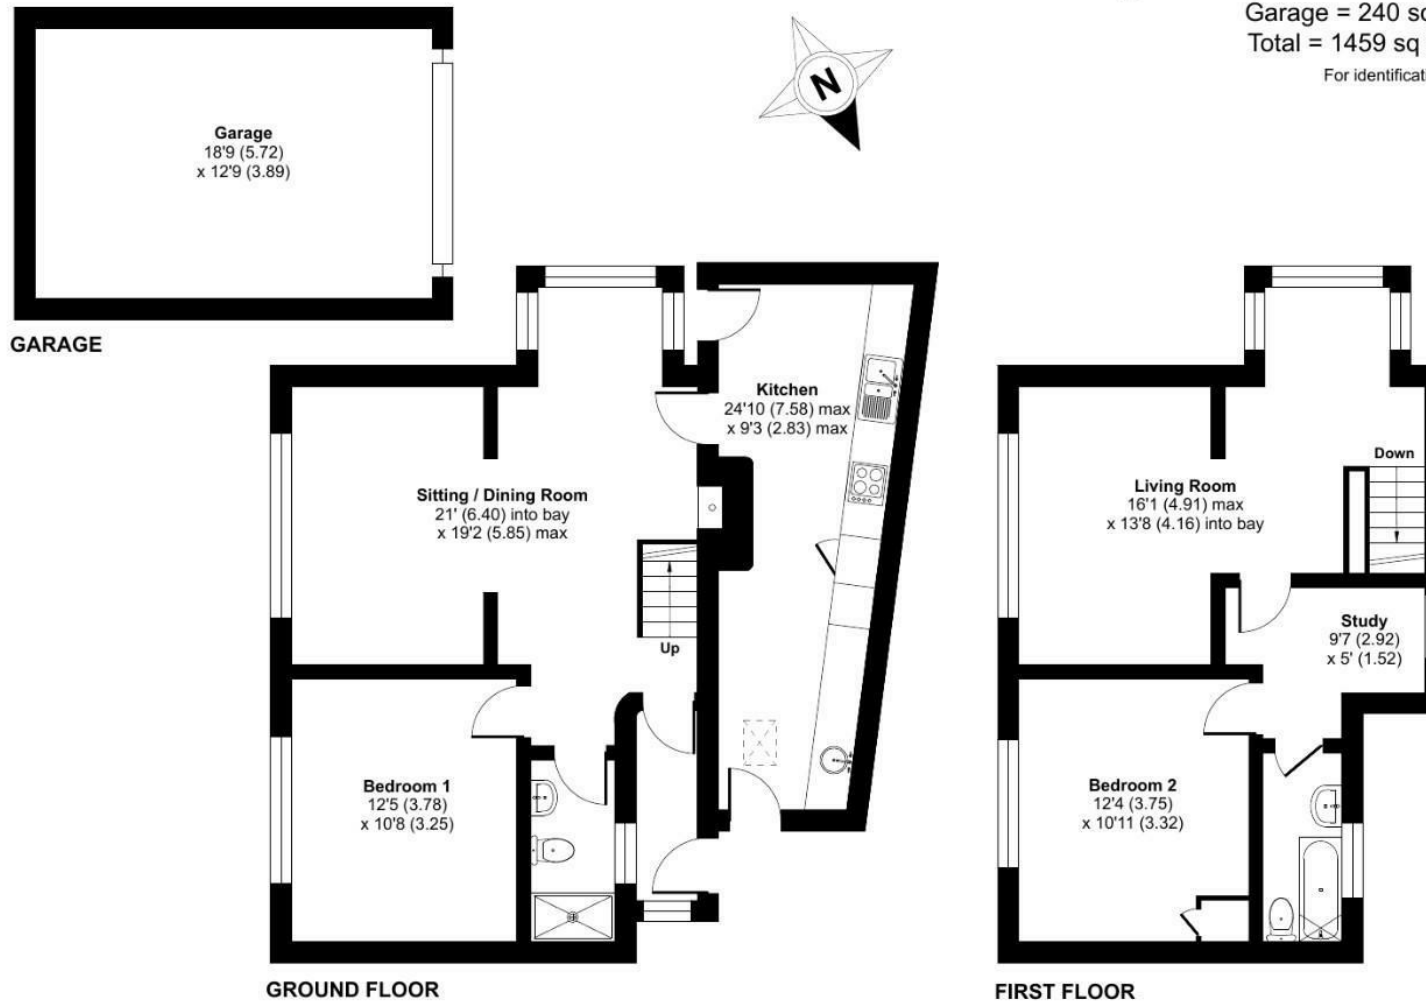 Garage = 240 sq
Total = 1459 sq
For identificati
N
Garage
18'9 (5.72)
x 12'9 (3.89)
GARAGE
Kitchen
24'10 (7.58) max
x 9'3 (2.83) max
Sitting / Dining Room
21' (6.40) into bay
x 19'2 (5.85) max
Up
Bedroom 1
12'5 (3.78)
x 10'8 (3.25)
GROUND FLOOR
Down
Living Room
16'1 (4.91) max
x 13'8 (4.16) into bay
Study
9'7 (2.92)
x 5' (1.52)
Bedroom 2
12'4 (3.75)
x 10'11 (3.32)
FIRST FLOOR